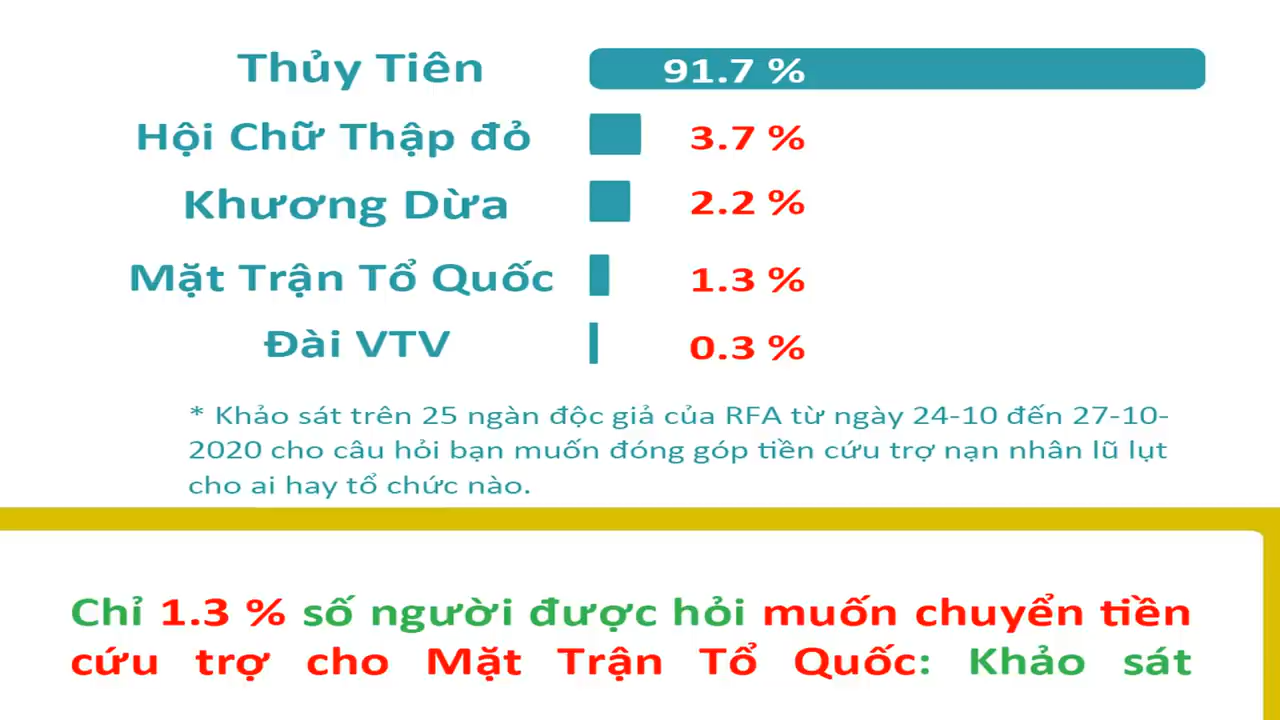 Thủy Tiên 91.7 %
Hội Chữ Thập đỏ 3.7 %
Khương Dừa 2.2 %
Mặt Trận Tổ Quốc 1.3 %
Đài VTV 0.3 %
* Khảo sát trên 25 ngàn độc giả của RFA từ ngày 24-10 đến 27-10-
2020 cho câu hỏi bạn muốn đóng góp tiền cứu trợ nạn nhân lũ lụt
cho ai hay tổ chức nào.
Chỉ 1.3 % số người được hỏi muốn chuyển tiền
cứu trợ cho Mặt Trận Tổ Quốc: Khảo sát